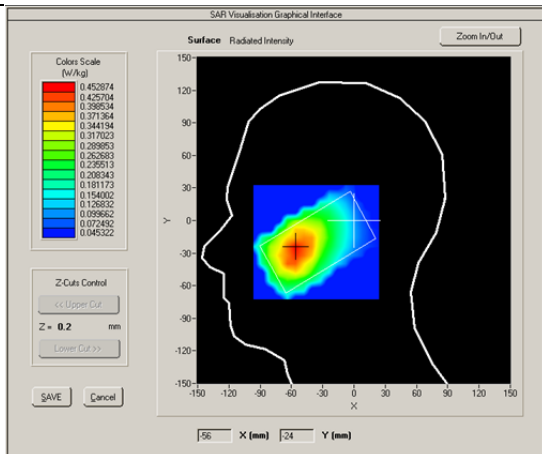 SAR Visualisation Graphical Interface
Surface Radiated Intensity
Zoom In/Out
Colors Scale
(W/kg)
0.452874
0.425704
0.398534
0.371364
0.344194
0.317023
0.289853
0.262683
0.235513
0.208343
0.181173
0.154002
0.126832
0.099662
0.072492
0.045322
Z-Cuts Control
<< Upper Cut
Z = 0.2 mm
Lower Cut >>
SAVE Cancel
Y
150-
120-
90-
60-
30-
0-
-30-
-60-
-90-
-120-
-150-
-150 -120 -90 -60 -30 0 30 60 90 120 150
X
-56 X (mm) -24 Y (mm)